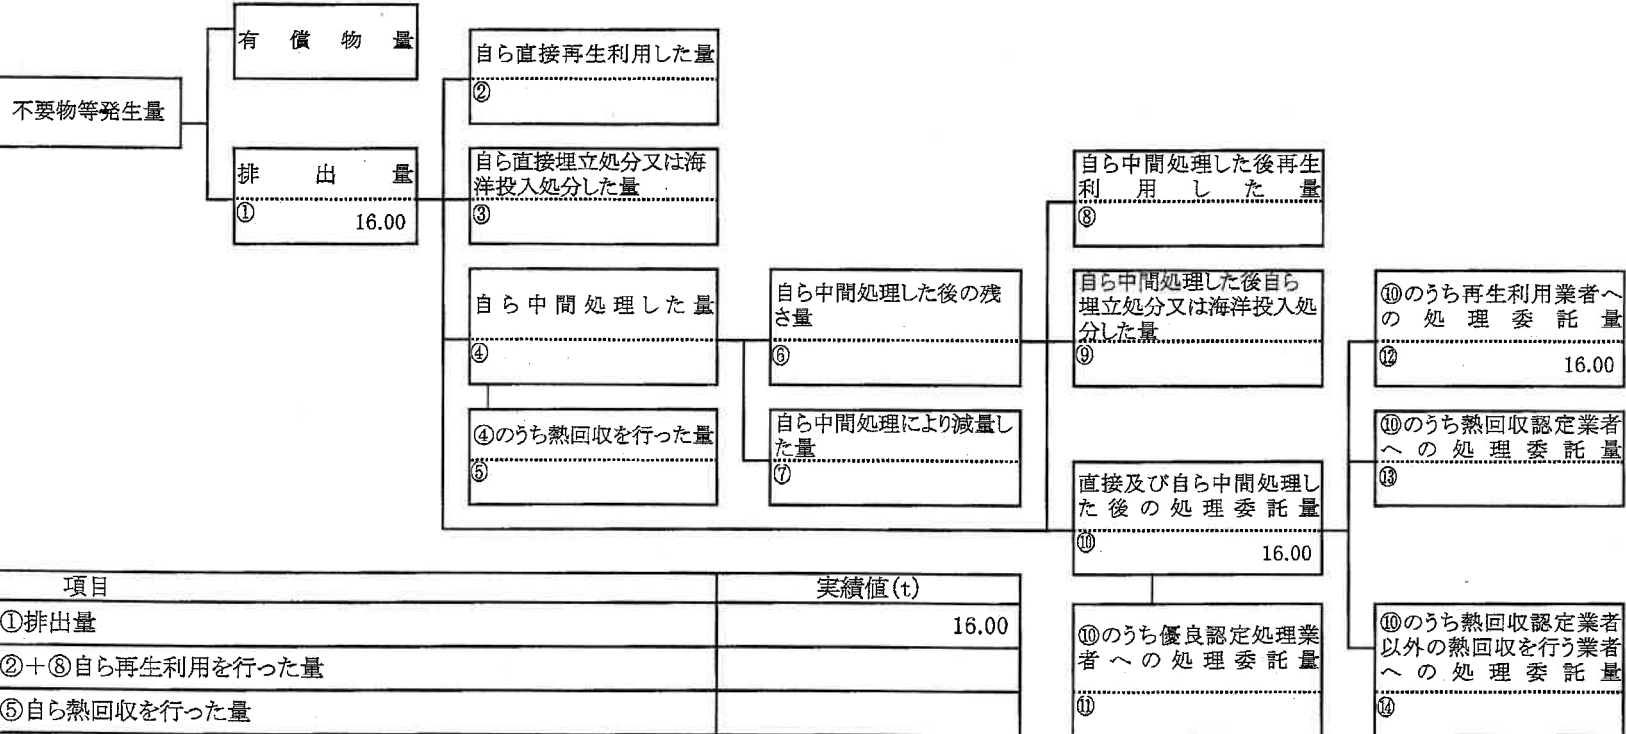 有償物量
不要物等発生量
排出量
①
16.00
自ら直接再生利用した量
②
自ら直接埋立処分又は海
洋投入処分した量
③
自ら中間処理した量
④
④のうち熱回収を行った量
⑤
自ら中間処理した後の残
さ量
⑥
自ら中間処理により減量し
た量
⑦
自ら中間処理した後再生
利用した量
⑧
自ら中間処理した後自ら
埋立処分又は海洋投入処
分した量
⑨
直接及び自ら中間処理し
た後の処理委託量
⑩
16.00
⑩のうち優良認定処理業
者への処理委託量
⑪
⑩のうち再生利用業者へ
の処理委託量
⑫
16.00
⑩のうち熱回収認定業者
への処理委託量
⑬
⑩のうち熱回収認定業者
以外の熱回収を行う業者
への処理委託量
⑭
項目 実績値(t)
①排出量 16.00
②+⑧自ら再生利用を行った量
⑤自ら熱回収を行った量